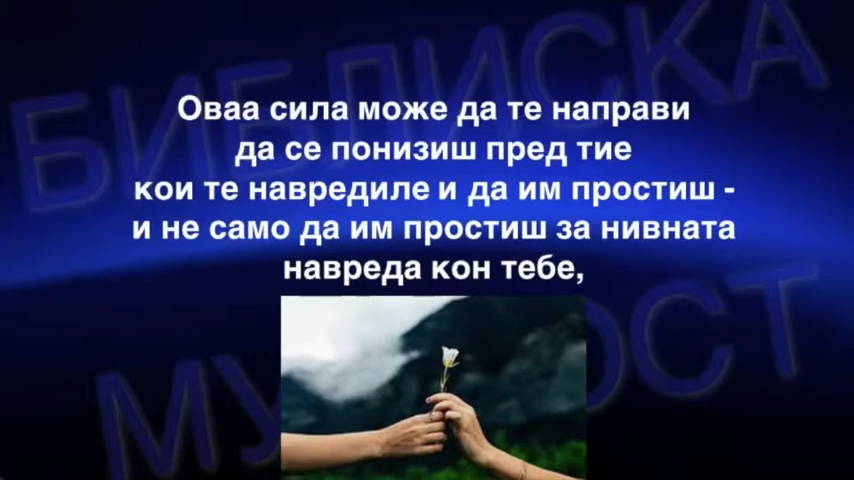 БИБЛИСКА
Оваа сила може да те направи
да се понизиш пред тие
кои те навредиле и да им простиш -
и не само да им простиш за нивната
навреда кон тебе,